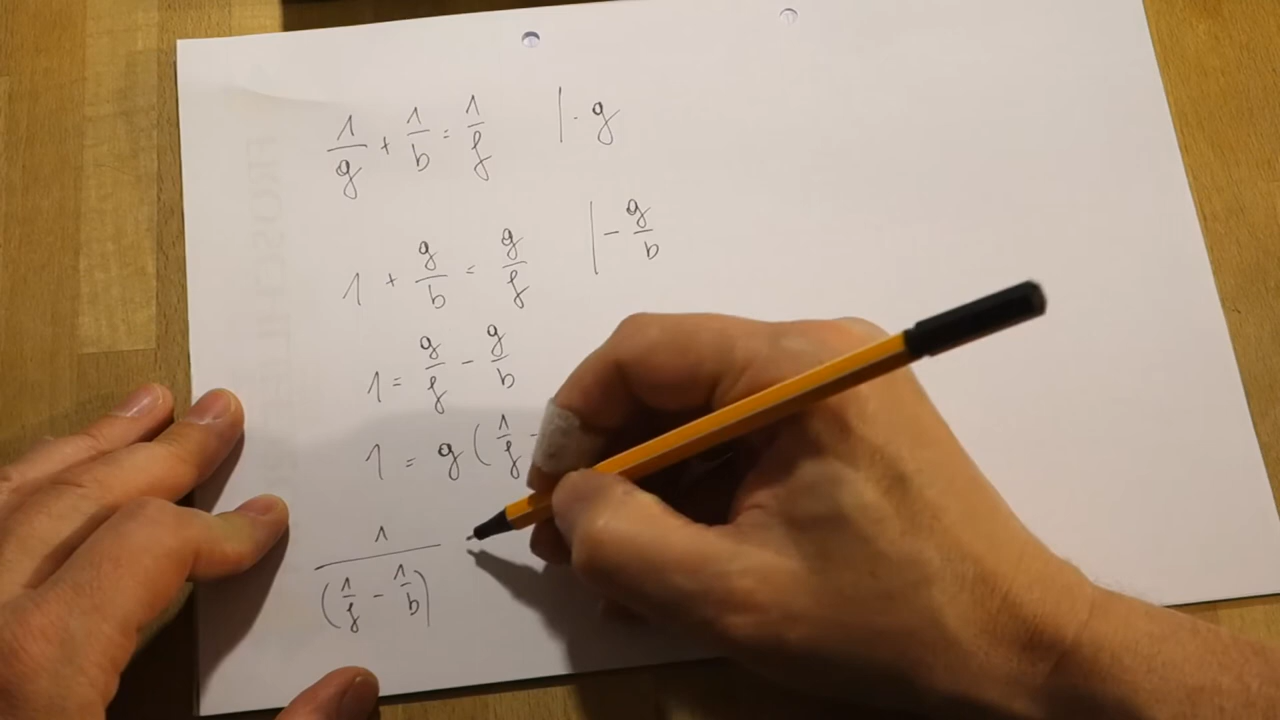 1/g + 1/b = 1/f |· g
1 + g/b = g/f |- g/b
1 = g/f - g/b
1 = g(1/f -
1/(1/f - 1/b)